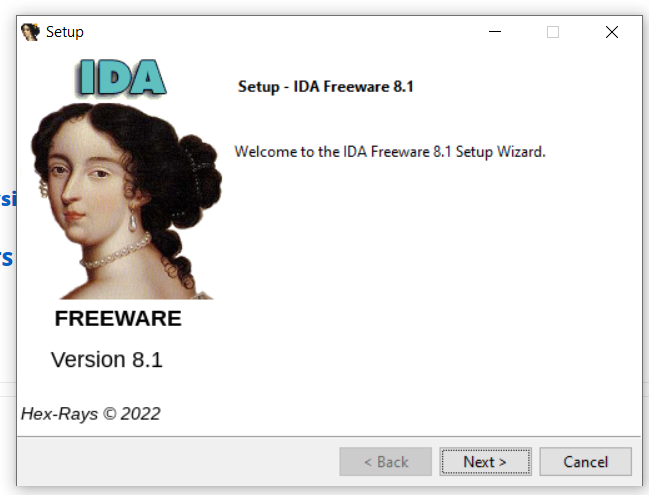 Setup
IDA
Setup - IDA Freeware 8.1
Welcome to the IDA Freeware 8.1 Setup Wizard.
FREEWARE
Version 8.1
Hex-Rays © 2022
< Back
Next >
Cancel